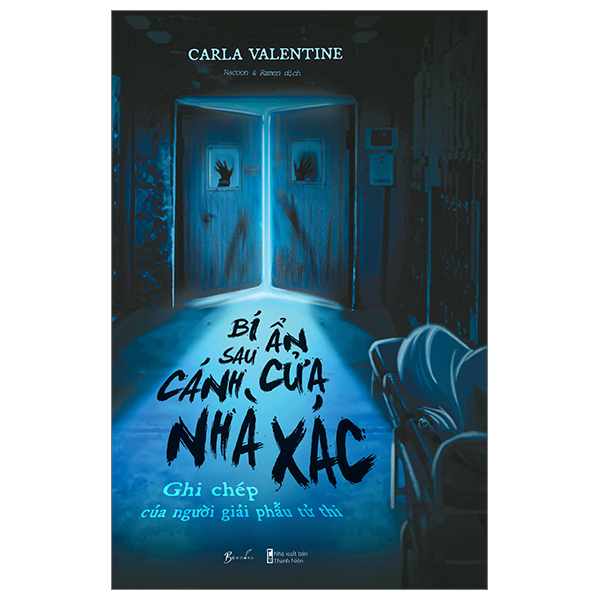 CARLA VALENTINE
Racoon & Ramen dịch
BÍ ẨN
SAU
CÁNH CỬA
NHÀ XÁC
Ghi chép
của người giải phẫu tử thi
BẢBOOKS
Nhà xuất bản
Thanh Niên